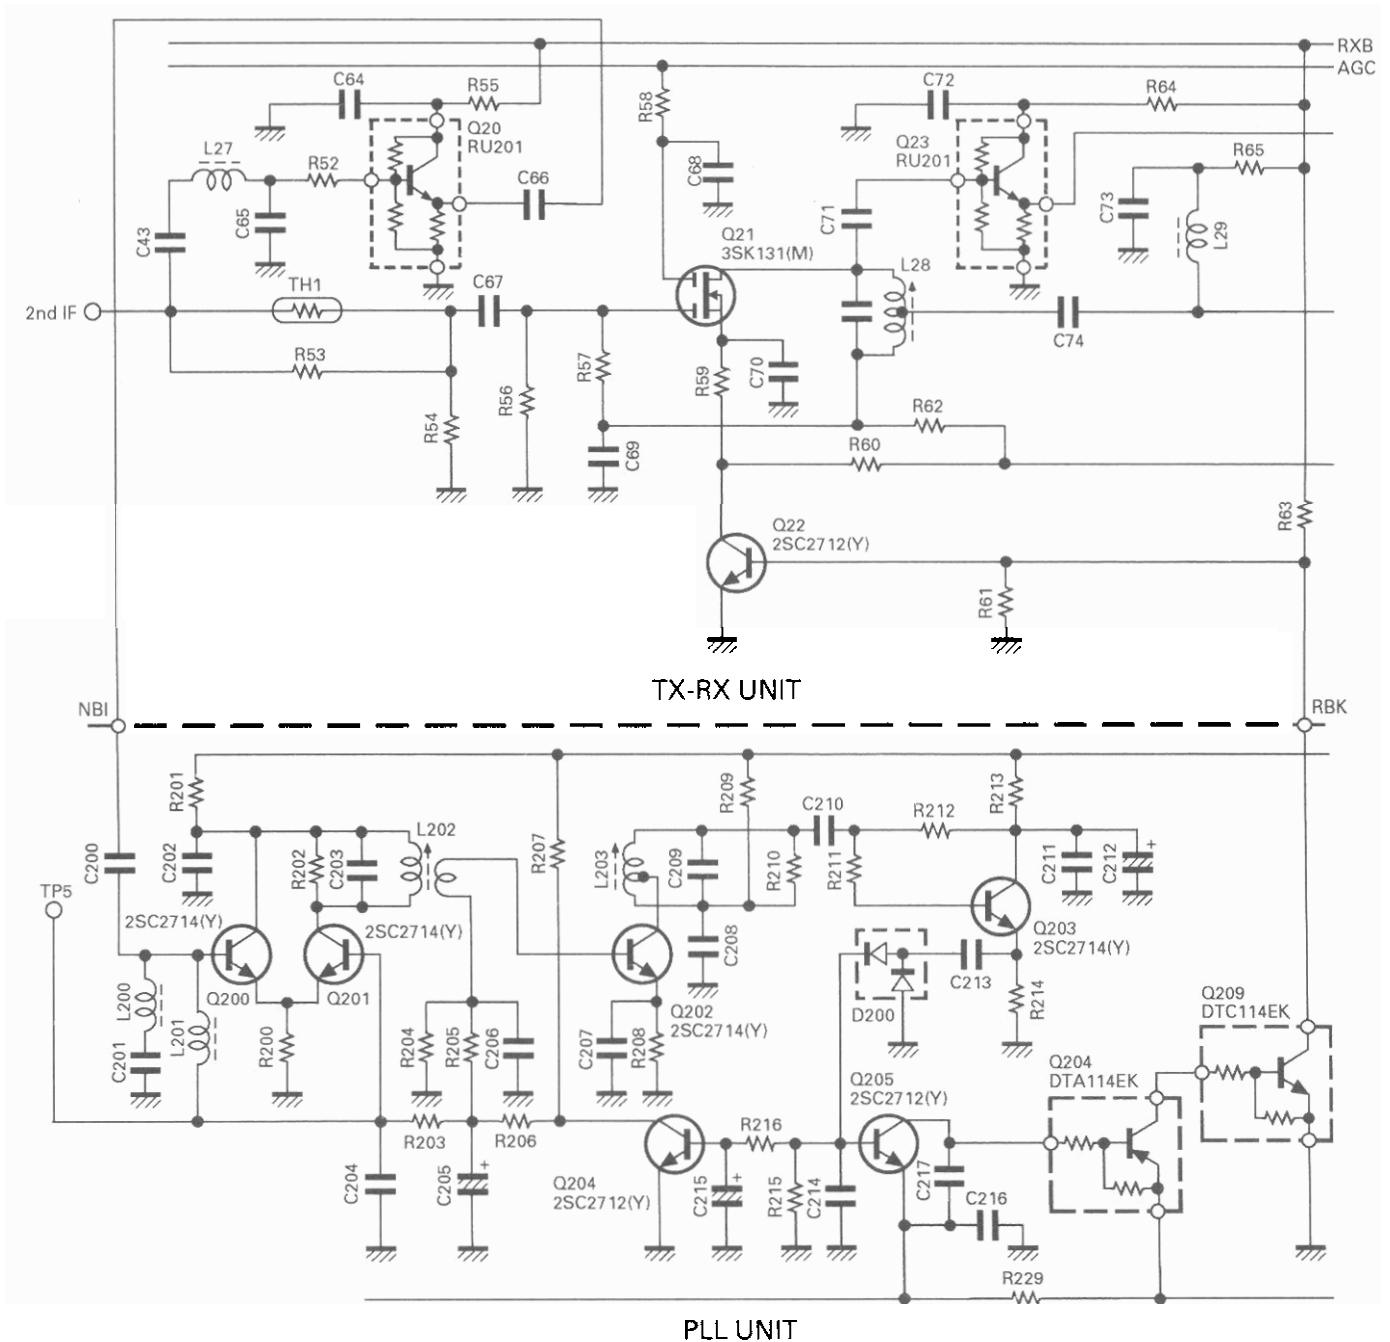 RXB
AGC
C64
R55
R58
C72
R64
Q20
RU201
Q23
RU201
L27
R52
C68
R65
C66
C71
C73
C65
C43
Q21
3SK131(M)
L29
L28
TH1
C67
2nd IF
C74
R53
R57
R59
C70
R56
R54
R62
C69
R60
R63
Q22
2SC2712(Y)
R61
TX-RX UNIT
NBI
RBK
R201
R209
R213
C210
R212
L202
R207
C200
C202
R202
C203
L203
C209
R210
R211
C211
C212
+
TP5
2SC2714(Y)
2SC2714(Y)
Q203
2SC2714(Y)
C208
Q200
Q201
C213
L200
L201
Q202
2SC2714(Y)
D200
R214
Q209
DTC114EK
C201
R200
R204
R205
C206
C207
R208
Q205
2SC2712(Y)
Q204
DTA114EK
R203
R206
R216
C204
C205
+
Q204
2SC2712(Y)
C215
+
R215
C214
C217
C216
R229
PLL UNIT